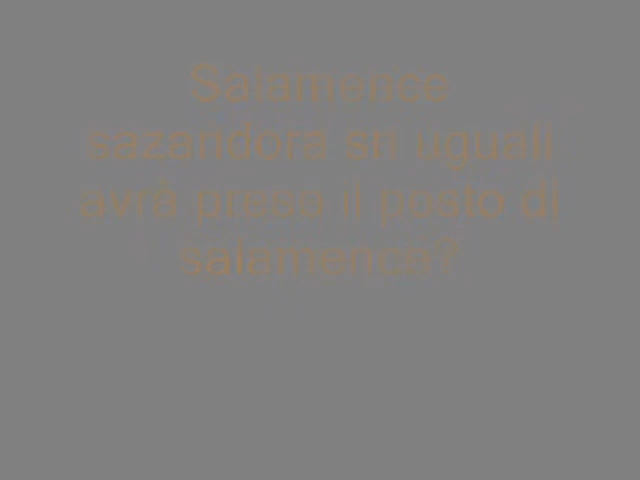 Salamence
sazandora sn uguali
avrà preso il posto di
salamence?